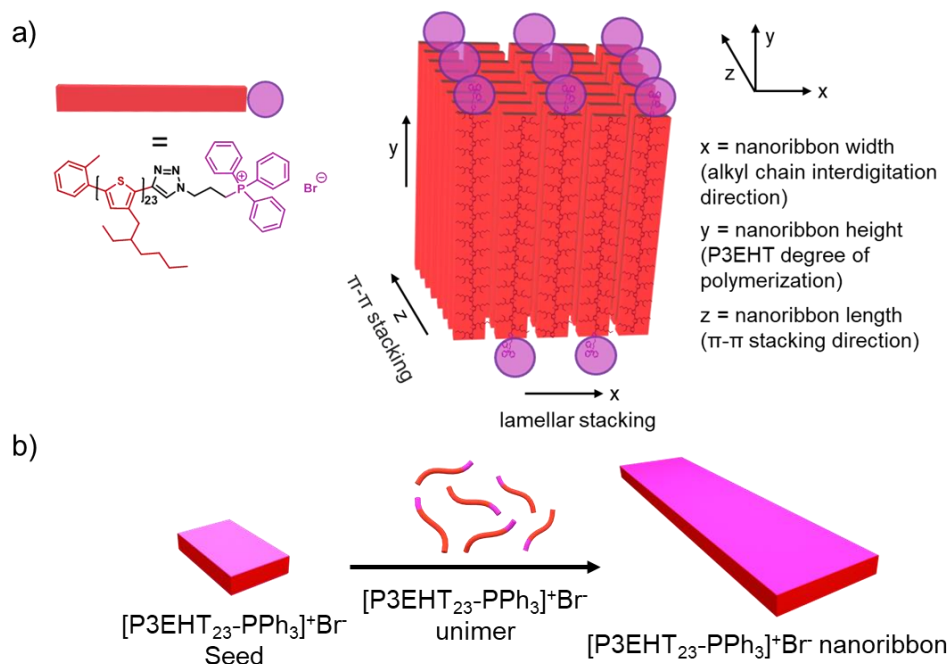 a)
=
S
N=N
N
23
P
+
Br
⊖
y
z
π-π stacking
x
lamellar stacking
y
z
x
x = nanoribbon width
(alkyl chain interdigitation
direction)
y = nanoribbon height
(P3EHT degree of
polymerization)
z = nanoribbon length
(π-π stacking direction)
b)
[P3EHT₂₃-PPh₃]⁺Br⁻
Seed
[P3EHT₂₃-PPh₃]⁺Br⁻
unimer
[P3EHT₂₃-PPh₃]⁺Br⁻ nanoribbon